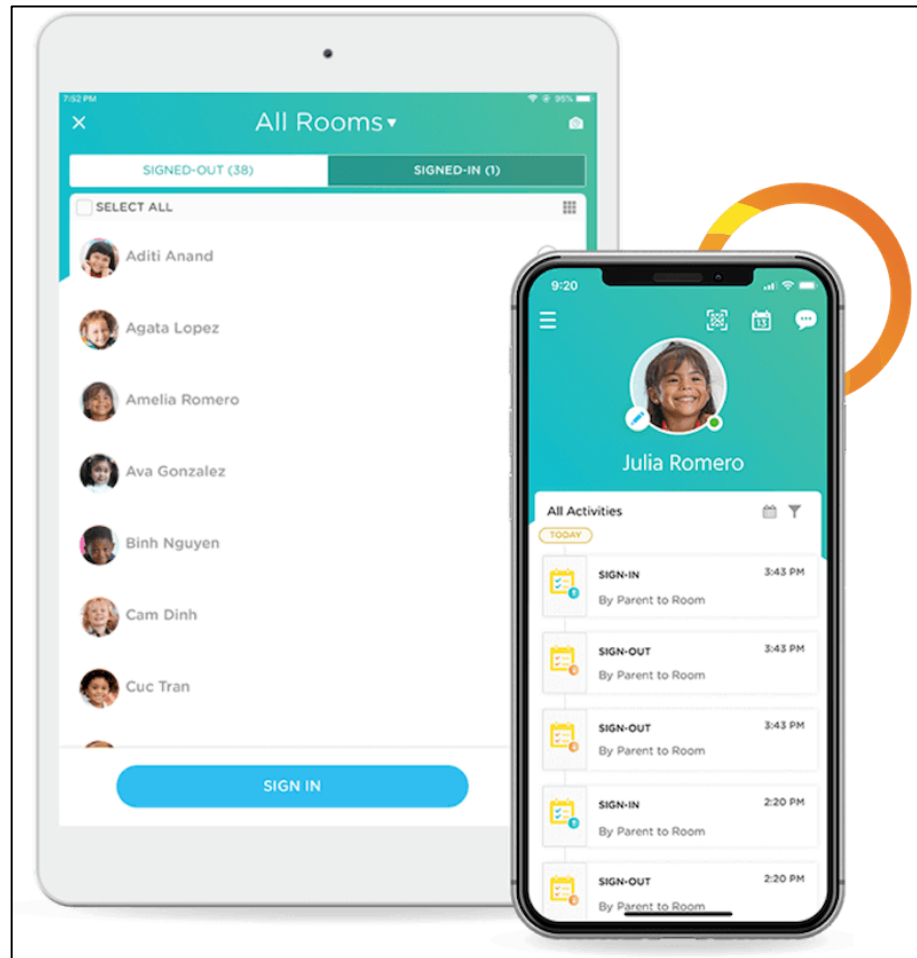 7:52 PM
95%
All Rooms
SIGNED-OUT (38)
SIGNED-IN (1)
SELECT ALL
Aditi Anand
Agata Lopez
Amelia Romero
Ava Gonzalez
Binh Nguyen
Cam Dinh
Cuc Tran
SIGN IN
9:20
13
Julia Romero
All Activities
TODAY
SIGN-IN 3:43 PM
By Parent to Room
SIGN-OUT 3:43 PM
By Parent to Room
SIGN-OUT 3:43 PM
By Parent to Room
SIGN-IN 2:20 PM
By Parent to Room
SIGN-OUT 2:20 PM
By Parent to Room